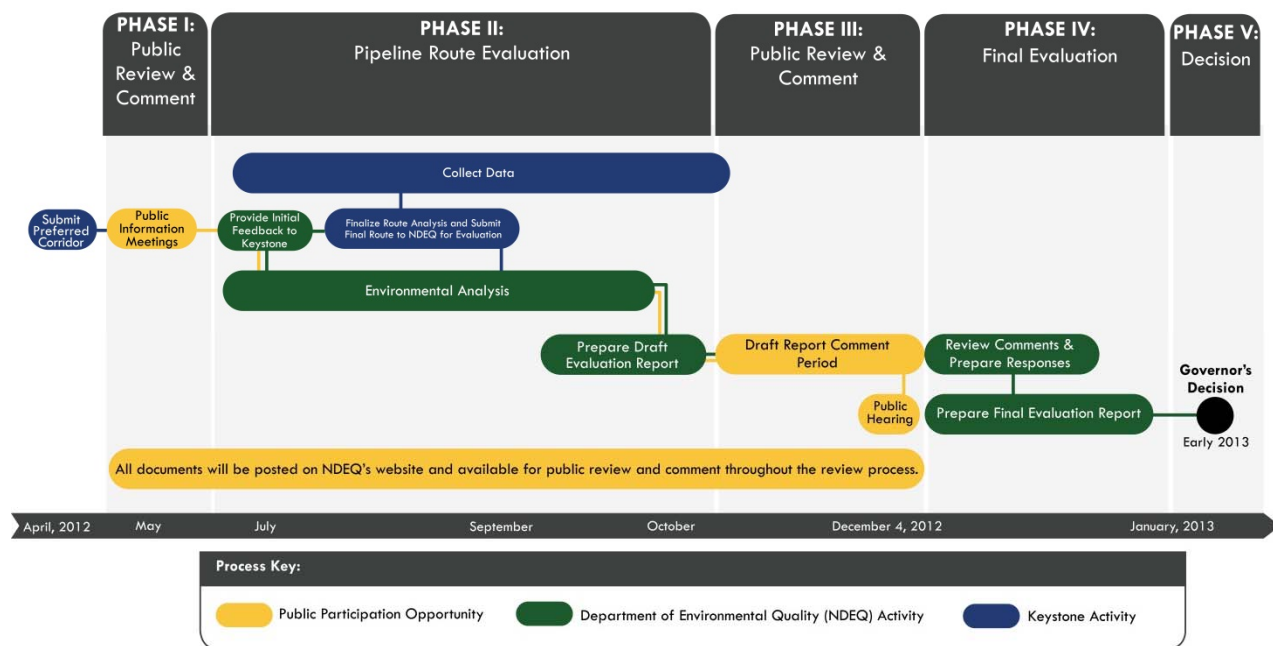 PHASE I:
Public
Review &
Comment
PHASE II:
Pipeline Route Evaluation
PHASE III:
Public Review &
Comment
PHASE IV:
Final Evaluation
PHASE V:
Decision
Collect Data
Submit
Preferred
Corridor
Public
Information
Meetings
Provide Initial
Feedback to
Keystone
Finalize Route Analysis and Submit
Final Route to NDEQ for Evaluation
Environmental Analysis
Prepare Draft
Evaluation Report
Draft Report Comment
Period
Review Comments &
Prepare Responses
Public
Hearing
Prepare Final Evaluation Report
Governor's
Decision
Early 2013
All documents will be posted on NDEQ's website and available for public review and comment throughout the review process.
April, 2012 May July September October December 4, 2012 January, 2013
Process Key:
Public Participation Opportunity
Department of Environmental Quality (NDEQ) Activity
Keystone Activity